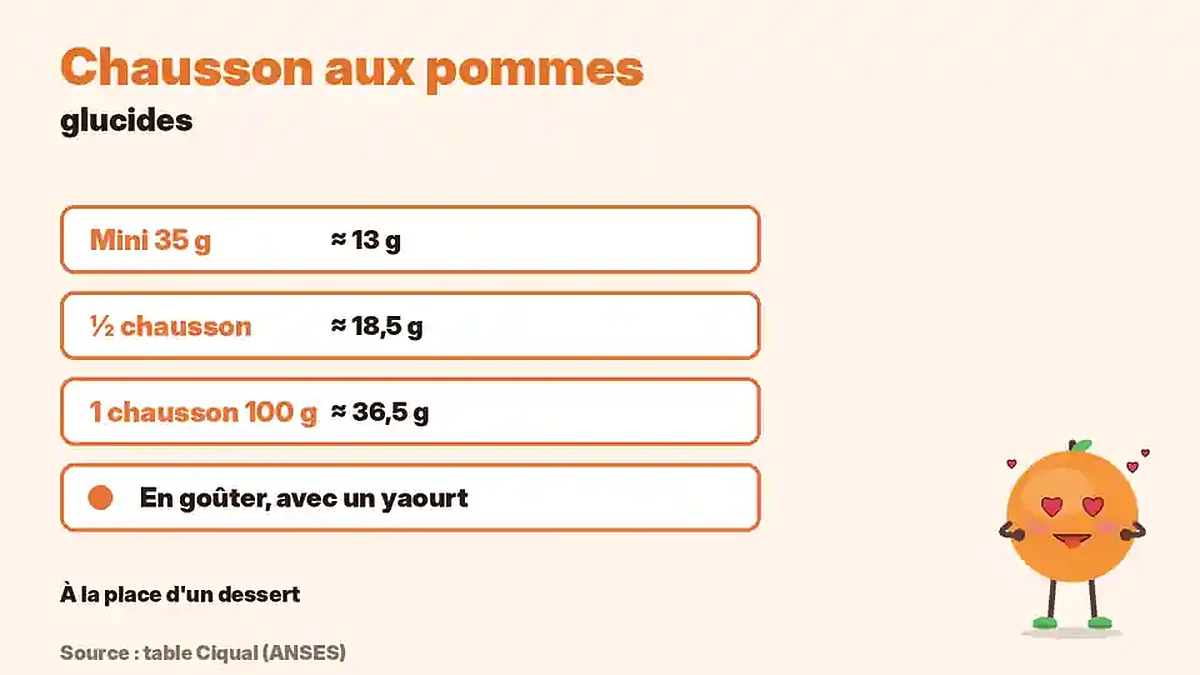 Chausson aux pommes
glucides
Mini 35 g ≈ 13 g
½ chausson ≈ 18,5 g
1 chausson 100 g ≈ 36,5 g
En goûter, avec un yaourt
À la place d'un dessert
Source : table Ciqual (ANSES)